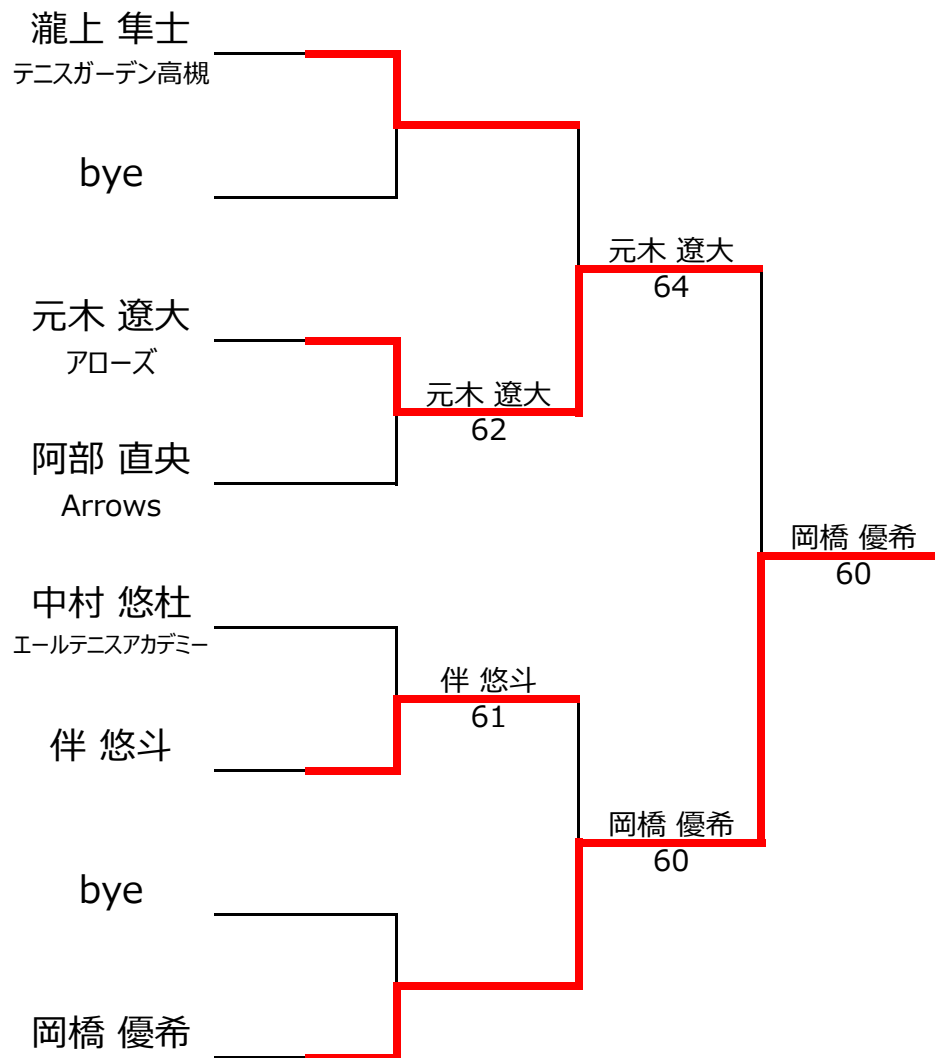 瀧上 隼士
テニスガーデン高槻
bye
元木 遼大
64
元木 遼大
アローズ
元木 遼大
62
阿部 直央
Arrows
岡橋 優希
60
中村 悠杜
エールテニスアカデミー
伴 悠斗
61
伴 悠斗
岡橋 優希
60
bye
岡橋 優希